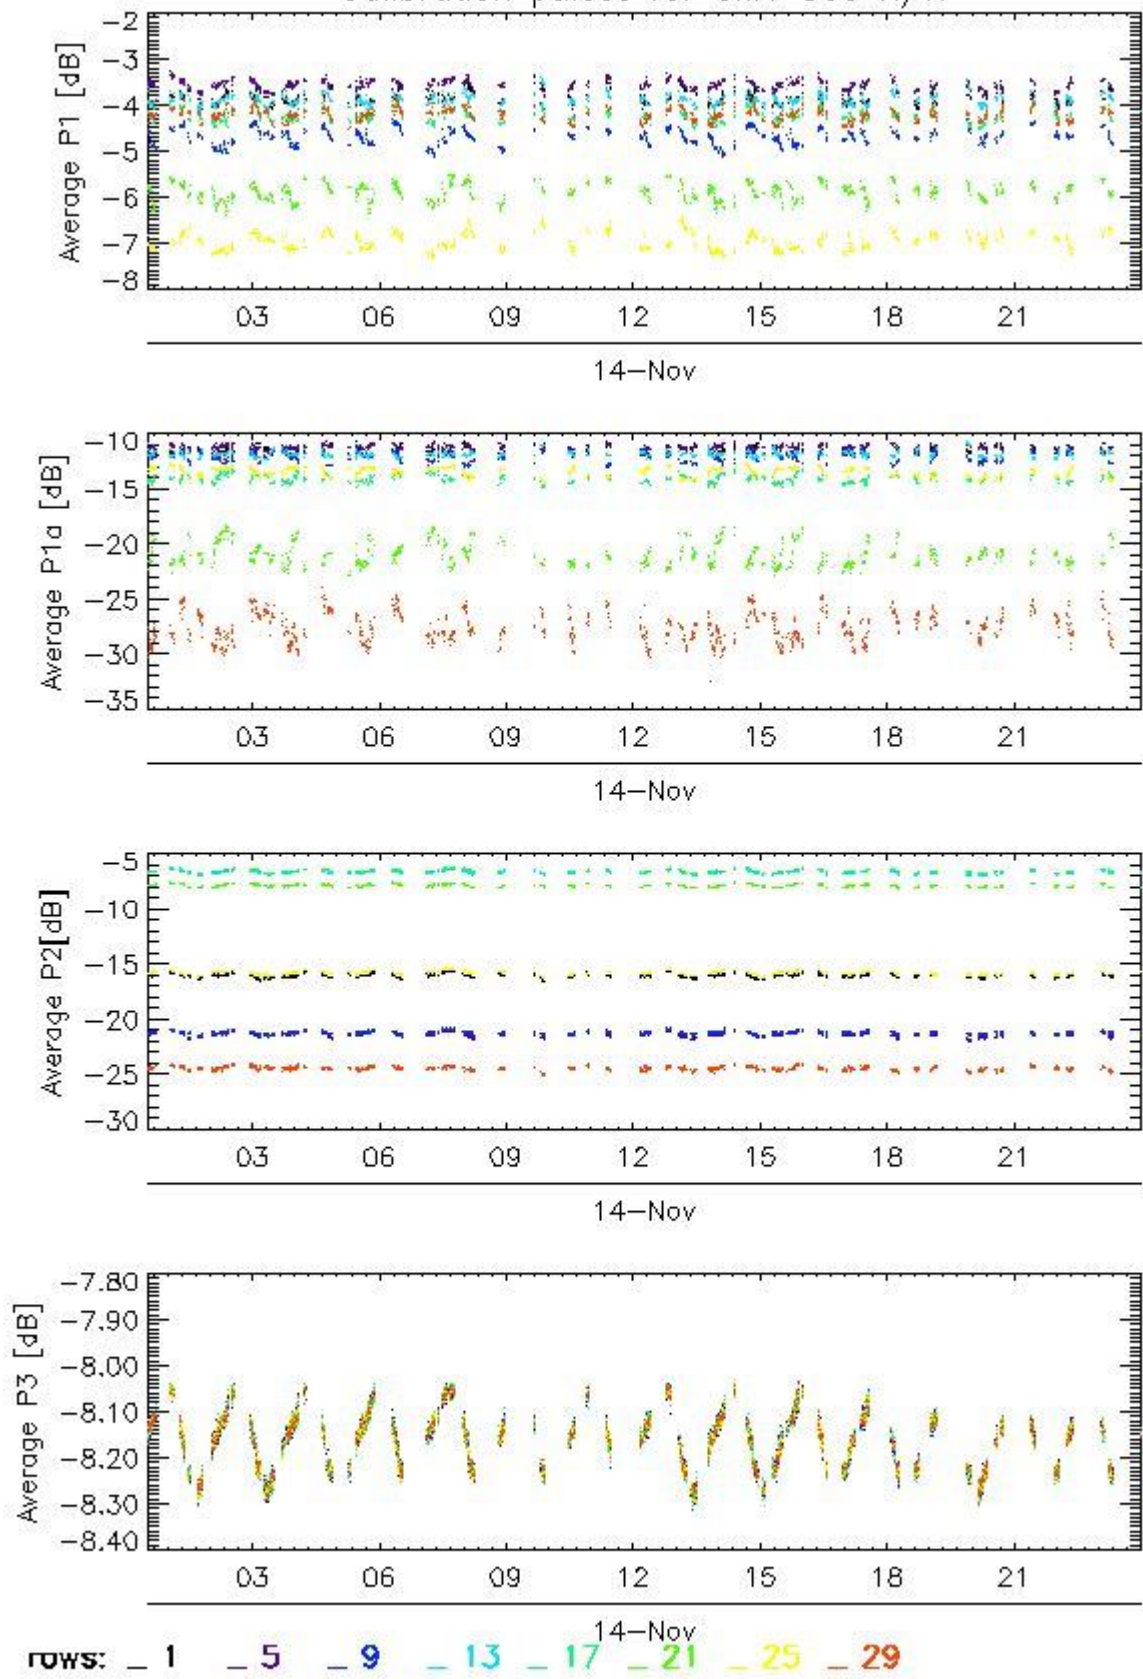 −2
−3
−4
−5
−6
−7
−8
Average P1 [dB]
03 06 09 12 15 18 21
14−Nov
−10
−15
−20
−25
−30
−35
Average P1a [dB]
03 06 09 12 15 18 21
14−Nov
−5
−10
−15
−20
−25
−30
Average P2[dB]
03 06 09 12 15 18 21
14−Nov
−7.80
−7.90
−8.00
−8.10
−8.20
−8.30
−8.40
Average P3 [dB]
03 06 09 12 15 18 21
14−Nov
rows: _ 1 _ 5 _ 9 _ 13 _ 17 _ 21 _ 25 _ 29